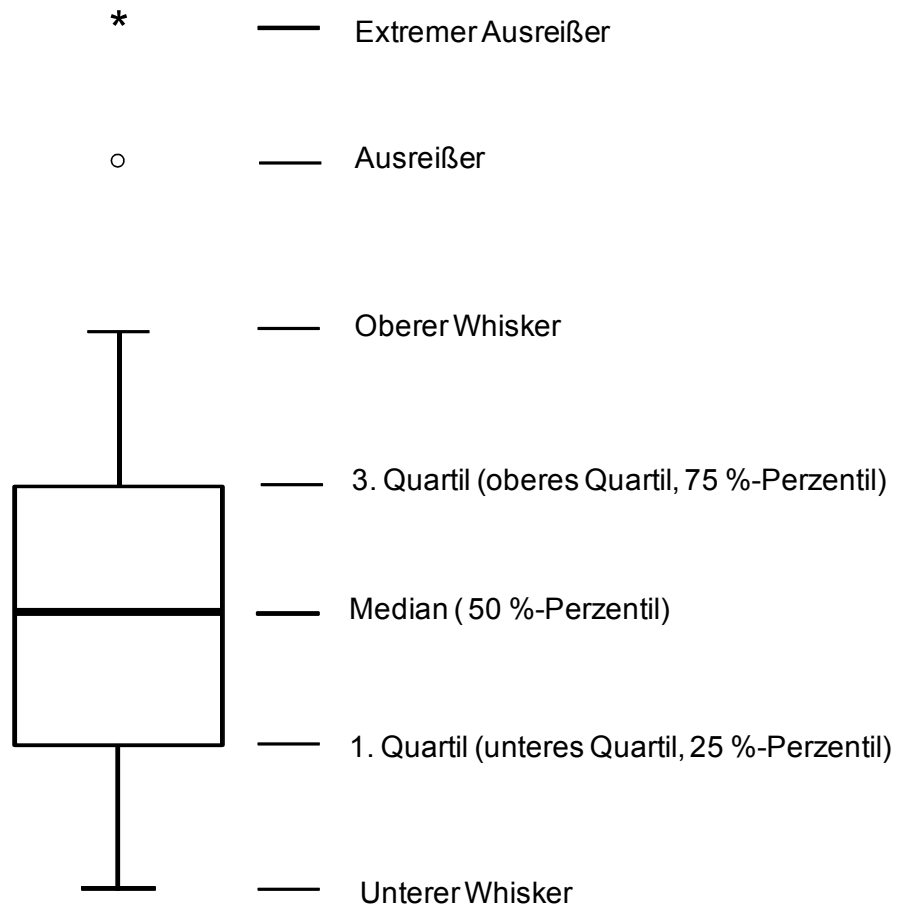 * Extremer Ausreißer
Ausreißer
Oberer Whisker
3. Quartil (oberes Quartil, 75 %-Perzentil)
Median ( 50 %-Perzentil)
1. Quartil (unteres Quartil, 25 %-Perzentil)
Unterer Whisker